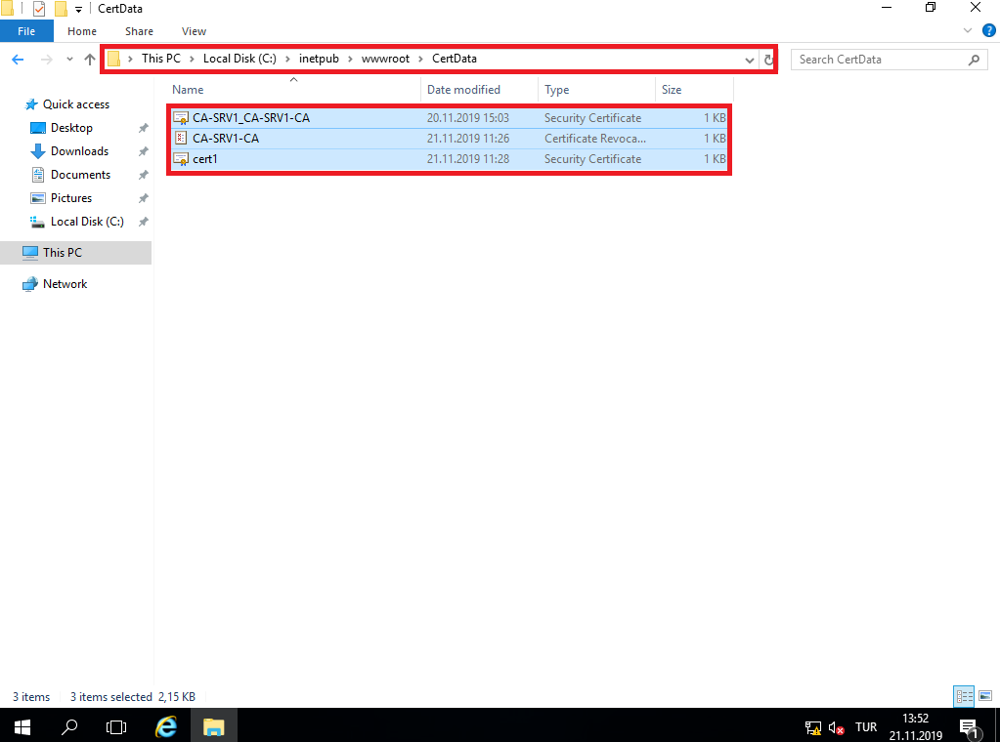 CertData
File Home Share View
This PC Local Disk (C:) inetpub wwwroot CertData
Search CertData
Name Date modified Type Size
CA-SRV1_CA-SRV1-CA 20.11.2019 15:03 Security Certificate 1 KB
CA-SRV1-CA 21.11.2019 11:26 Certificate Revoca... 1 KB
cert1 21.11.2019 11:28 Security Certificate 1 KB
Quick access
Desktop
Downloads
Documents
Pictures
Local Disk (C:)
This PC
Network
3 items 3 items selected 2,15 KB
TUR
13:52
21.11.2019
1